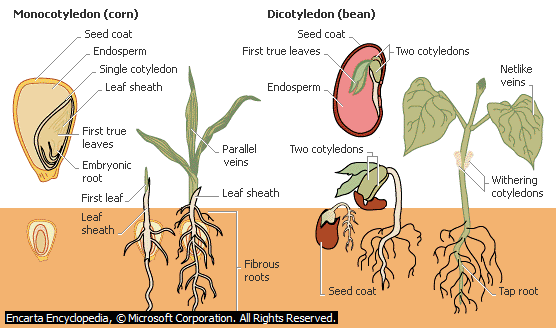 Monocotyledon (corn)
Seed coat
Endosperm
Single cotyledon
Leaf sheath
First true
leaves
Embryonic
root
First leaf
Leaf
sheath
Parallel
veins
Leaf sheath
Fibrous
roots
Dicotyledon (bean)
Seed coat
First true leaves
Two cotyledons
Endosperm
Netlike
veins
Two cotyledons
Withering
cotyledons
Seed coat
Tap root
Encarta Encyclopedia, © Microsoft Corporation. All Rights Reserved.